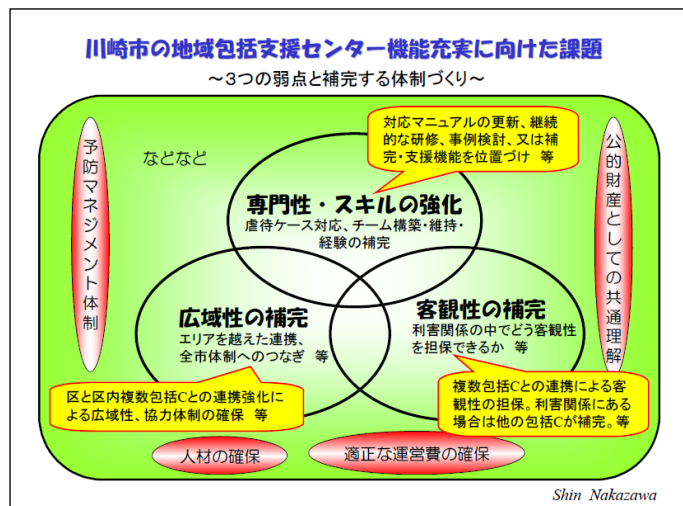 川崎市の地域包括支援センター機能充実に向けた課題
～3つの弱点と補完する体制づくり～
対応マニュアルの更新、継続
的な研修、事例検討、又は補
完・支援機能を位置づけ 等
予防マネジメント体制
などなど
公的財産としての共通理解
専門性・スキルの強化
虐待ケース対応、チーム構築・維持・
経験の補完
広域性の補完
エリアを越えた連携、
全市体制へのつなぎ 等
客観性の補完
利害関係の中でどう客観性
を担保できるか 等
区と区内複数包括Cとの連携強化に
よる広域性、協力体制の確保 等
複数包括Cとの連携による客
観性の担保。利害関係にある
場合は他の包括Cが補完。等
人材の確保
適正な運営費の確保
Shin Nakazawa